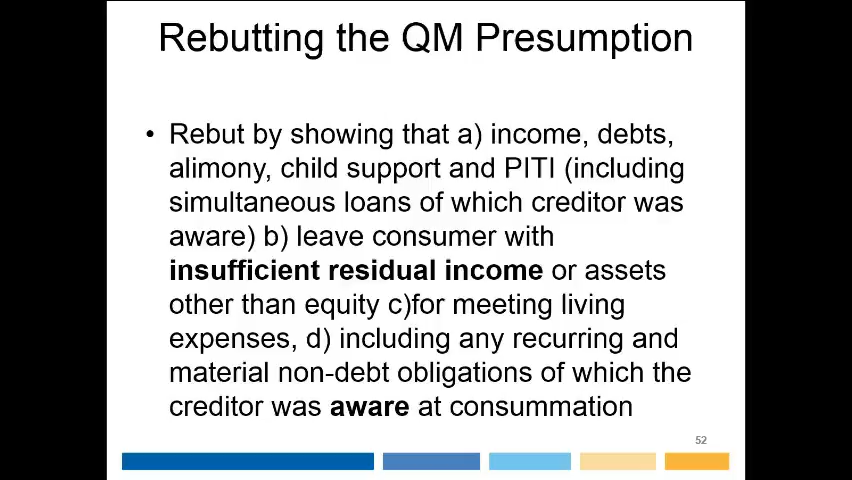 Rebutting the QM Presumption
• Rebut by showing that a) income, debts,
alimony, child support and PITI (including
simultaneous loans of which creditor was
aware) b) leave consumer with
insufficient residual income or assets
other than equity c)for meeting living
expenses, d) including any recurring and
material non-debt obligations of which the
creditor was aware at consummation
52